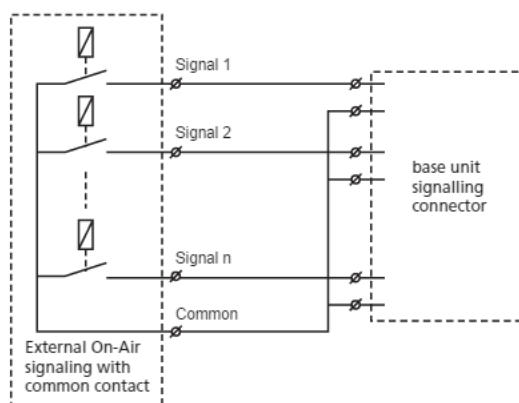 Signal 1
Signal 2
base unit
signalling
connector
Signal n
Common
External On-Air
signaling with
common contact